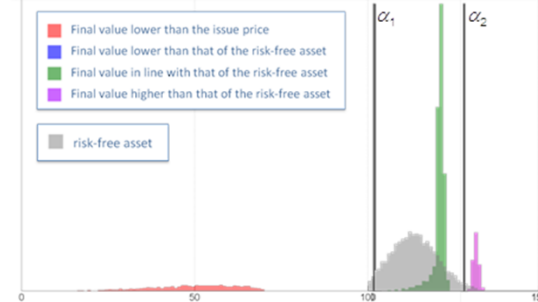 Final value lower than the issue price
Final value lower than that of the risk-free asset
Final value in line with that of the risk-free asset
Final value higher than that of the risk-free asset
risk-free asset
α1
α2
0
50